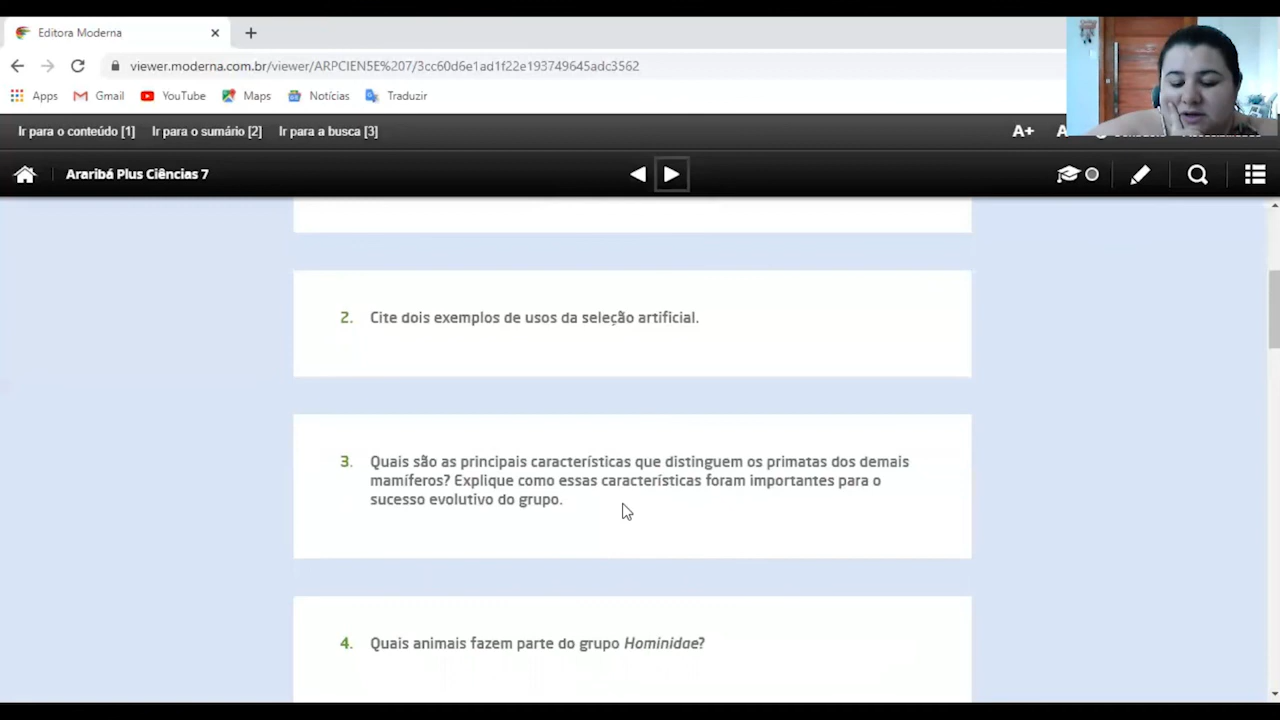 Editora Moderna
viewer.moderna.com.br/viewer/ARPCIEN5E%207/3cc60d6e1ad1f22e193749645adc3562
Apps Gmail YouTube Maps Notícias Traduzir
Ir para o conteúdo [1] Ir para o sumário [2] Ir para a busca [3] A+
Araribá Plus Ciências 7
2. Cite dois exemplos de usos da seleção artificial.
3. Quais são as principais características que distinguem os primatas dos demais
mamíferos? Explique como essas características foram importantes para o
sucesso evolutivo do grupo.
4. Quais animais fazem parte do grupo Hominidae?